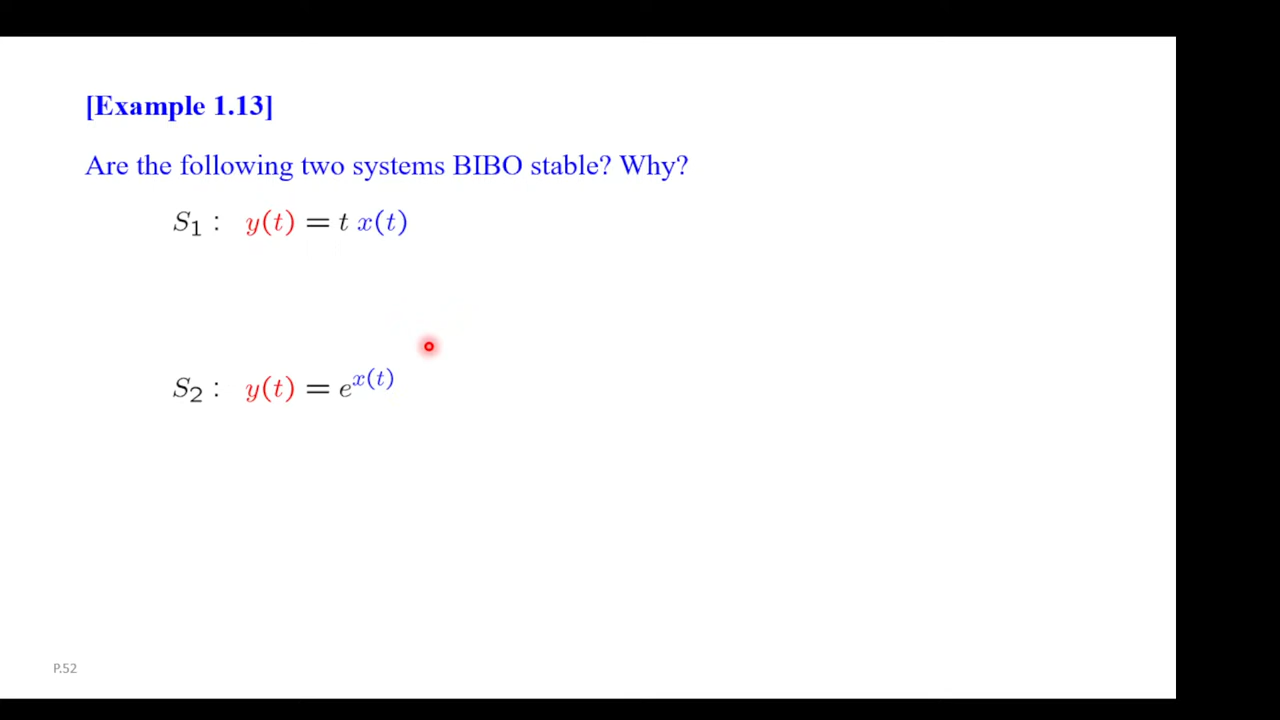 [Example 1.13]
Are the following two systems BIBO stable? Why?
S₁ : y(t) = t x(t)
S₂ : y(t) = e^{x(t)}
P.52